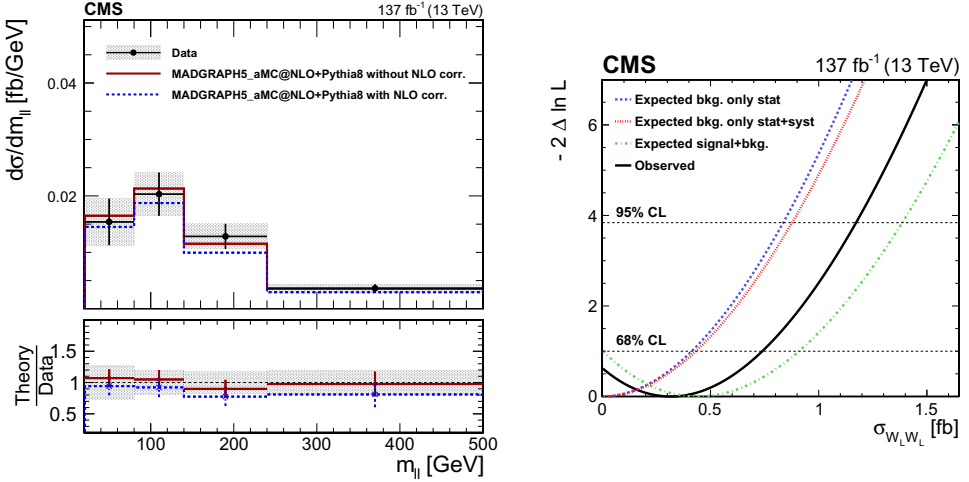 CMS 137 fb⁻¹ (13 TeV)
dσ/dm_ll [fb/GeV]
Data
MADGRAPH5_aMC@NLO+Pythia8 without NLO corr.
MADGRAPH5_aMC@NLO+Pythia8 with NLO corr.
0.04
0.02
Theory
Data
1.5
1
0.5
100 200 300 400 500
m_ll [GeV]
CMS 137 fb⁻¹ (13 TeV)
- 2 Δ ln L
Expected bkg. only stat
Expected bkg. only stat+syst
Expected signal+bkg.
Observed
95% CL
68% CL
6
4
2
0
0 0.5 1 1.5
σ_W_L W_L [fb]